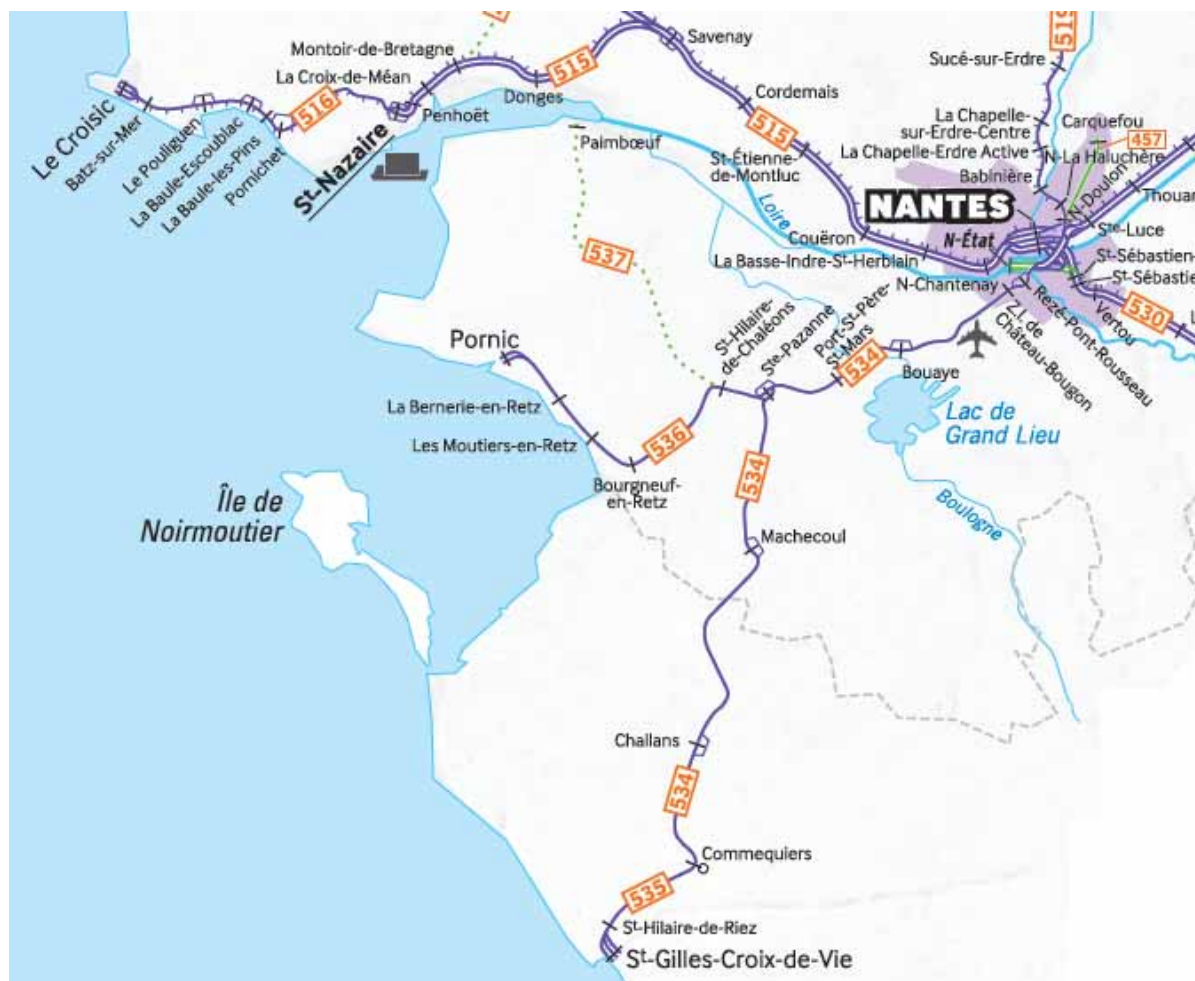 Montoir-de-Bretagne
La Croix-de-Méan
515
Donges
Penhoët
516
Le Croisic
Batz-sur-Mer
Le Pouliguen
La Baule-Escoublac
La Baule-les-Pins
Pornichet
St-Nazaire
Savenay
Cordemais
515
St-Étienne-
de-Montluc
Couëron
La Basse-Indre-St-Herblain
Paimbœuf
Loire
537
519
Sucé-sur-Erdre
La Chapelle-
sur-Erdre-Centre
La Chapelle-Erdre Active
Babinière
Carquefou
457
N-La Haluchère
N-Doulon
NANTES
N-État
N-Chantenay
Ste-Luce
St-Sébastien-
Vertou
530
Rezé-Pont-Rousseau
Z.I. de
Château-Bougon
Bouaye
534
Port-St-Père-
St-Mars
Ste-Pazanne
St-Hilaire-
de-Chaléons
Pornic
La Bernerie-en-Retz
Les Moutiers-en-Retz
536
Bourgneuf-
en-Retz
534
Lac de
Grand Lieu
Boulogne
Île de
Noirmoutier
Machecoul
Challans
534
Commequiers
535
St-Hilaire-de-Riez
St-Gilles-Croix-de-Vie